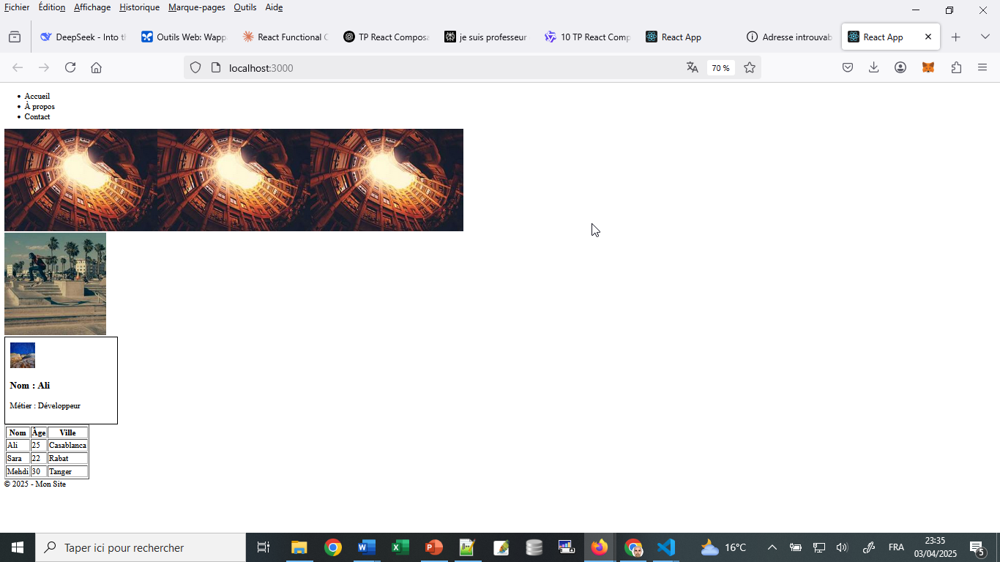 Fichier Édition Affichage Historique Marque-pages Outils Aide
DeepSeek - Into th Outils Web: Wapp React Functional C TP React Composa je suis professeur 10 TP React Comp React App Adresse introuvab React App
localhost:3000 70 %
Accueil
À propos
Contact
Nom : Ali
Métier : Développeur
Nom Âge Ville
Ali 25 Casablanca
Sara 22 Rabat
Mehdi 30 Tanger
© 2025 - Mon Site
Taper ici pour rechercher 16°C FRA 23:35
03/04/2025 5